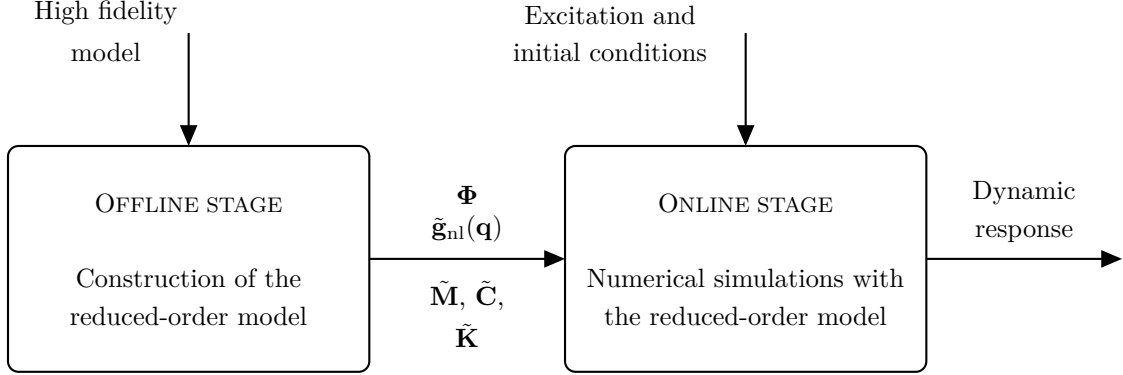 High fidelity
model
Excitation and
initial conditions
OFFLINE STAGE
Construction of the
reduced-order model
Φ
g̃nl(q)
M̃, C̃,
K̃
ONLINE STAGE
Numerical simulations with
the reduced-order model
Dynamic
response